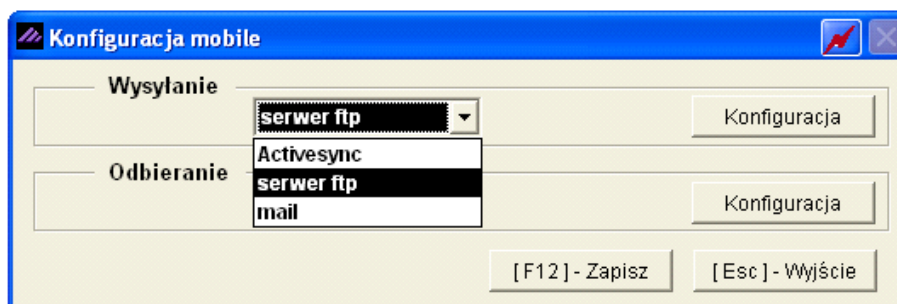 Konfiguracja mobile
Wysyłanie
serwer ftp
Konfiguracja
Activesync
Odbieranie
serwer ftp
mail
Konfiguracja
[ F12 ] - Zapisz
[ Esc ] - Wyjście